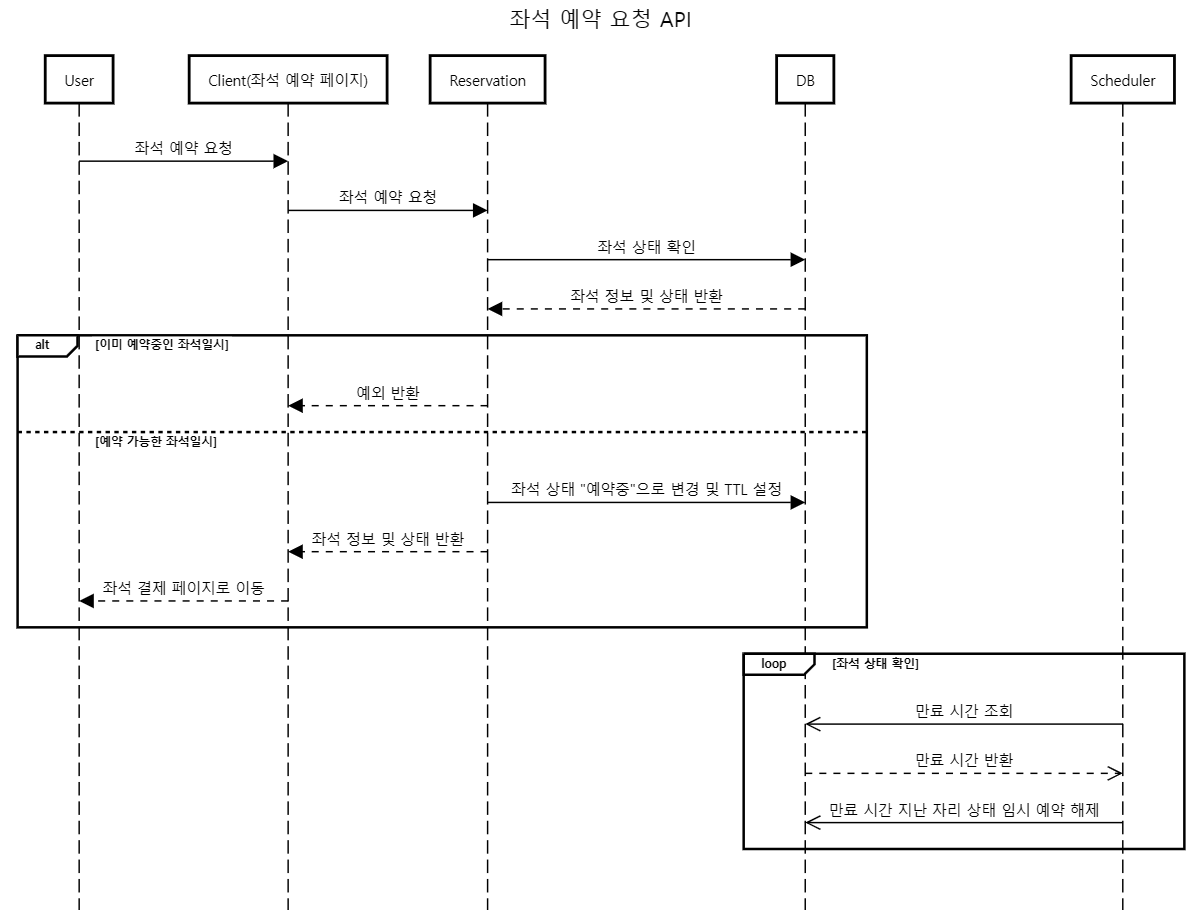 좌석 예약 요청 API
User
Client(좌석 예약 페이지)
Reservation
DB
Scheduler
좌석 예약 요청
좌석 예약 요청
좌석 상태 확인
좌석 정보 및 상태 반환
alt
[이미 예약중인 좌석일시]
예외 반환
[예약 가능한 좌석일시]
좌석 상태 "예약중"으로 변경 및 TTL 설정
좌석 정보 및 상태 반환
좌석 결제 페이지로 이동
loop
[좌석 상태 확인]
만료 시간 조회
만료 시간 반환
만료 시간 지난 자리 상태 임시 예약 해제